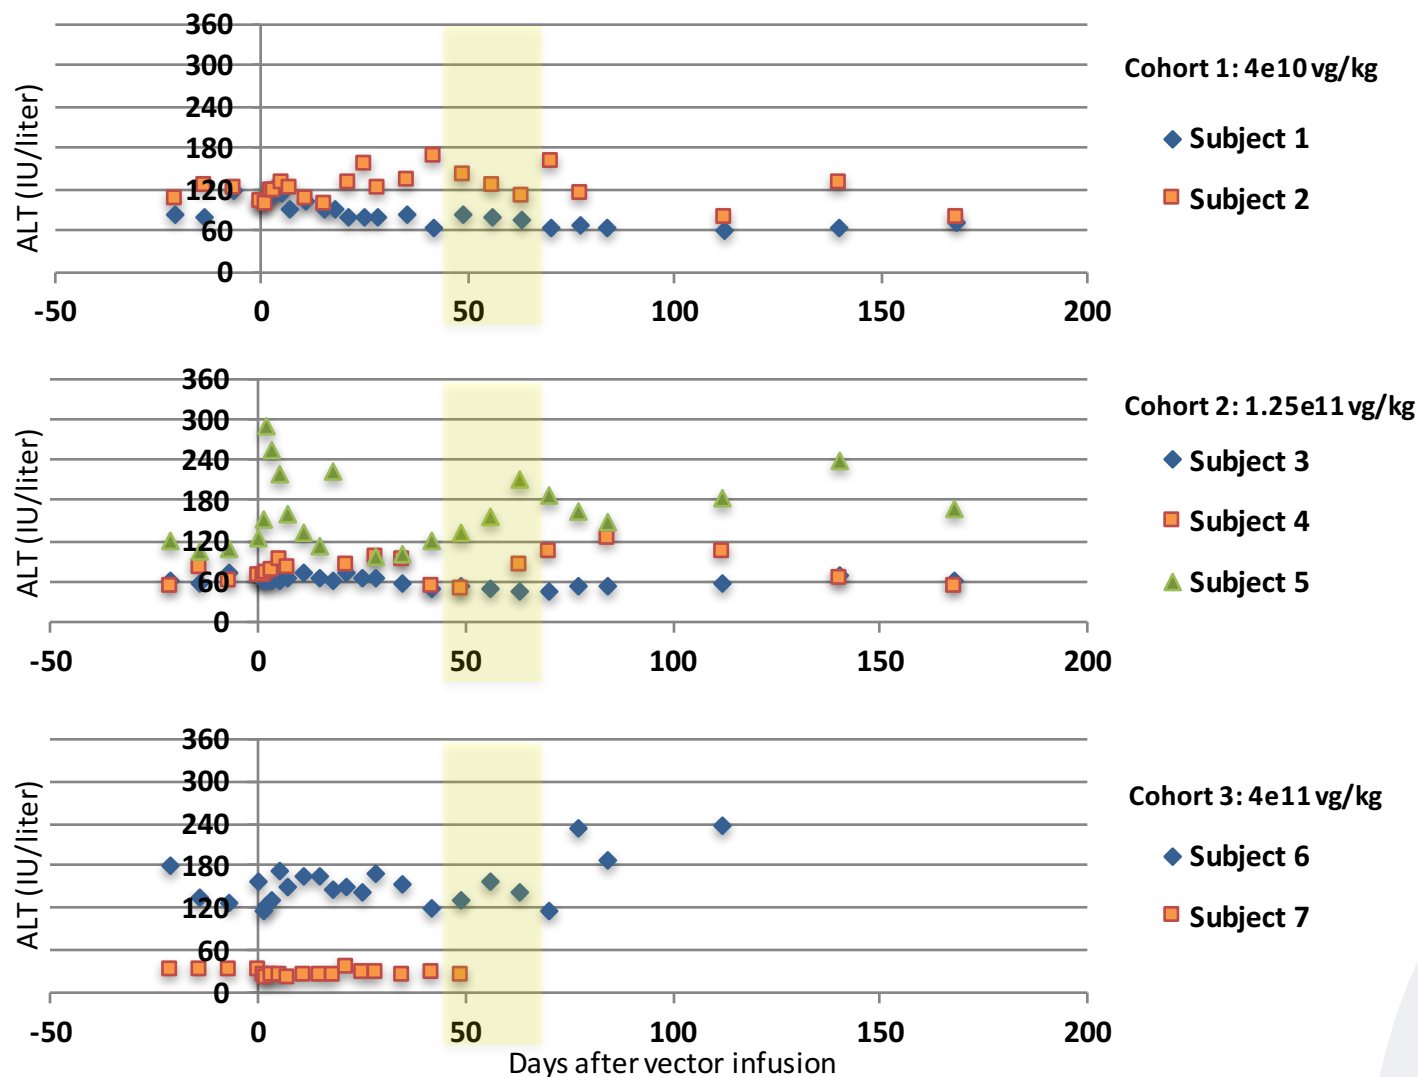 360
300
240
180
120
60
0
ALT (IU/liter)
-50 0 50 100 150 200
Cohort 1: 4e10 vg/kg
Subject 1
Subject 2
360
300
240
180
120
60
0
ALT (IU/liter)
-50 0 50 100 150 200
Cohort 2: 1.25e11 vg/kg
Subject 3
Subject 4
Subject 5
360
300
240
180
120
60
0
ALT (IU/liter)
-50 0 50 100 150 200
Days after vector infusion
Cohort 3: 4e11 vg/kg
Subject 6
Subject 7